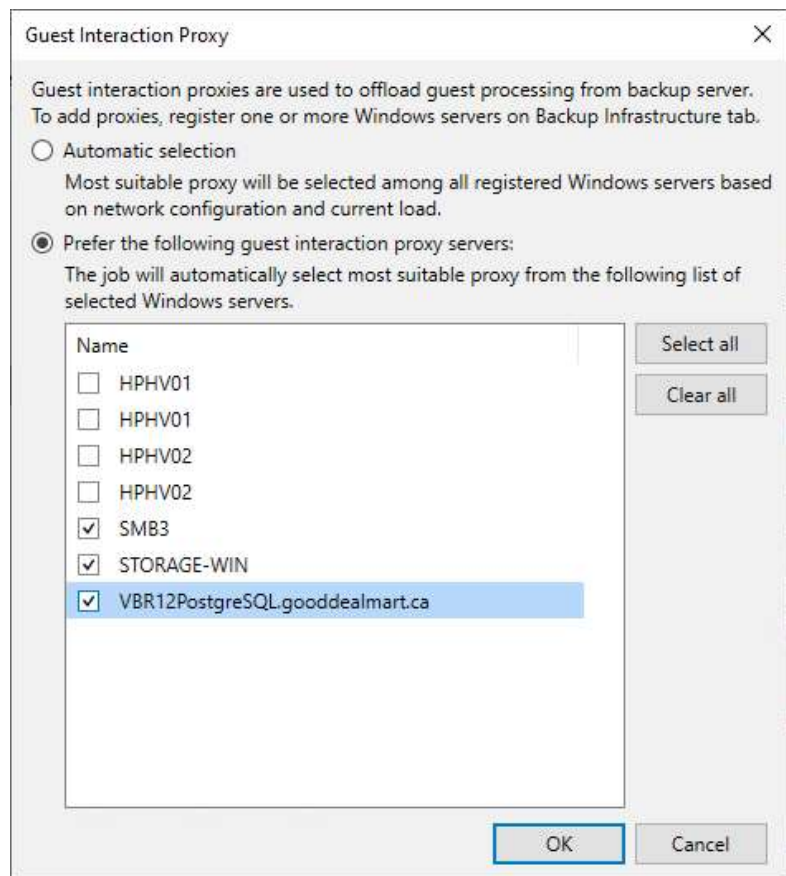 Guest Interaction Proxy
Guest interaction proxies are used to offload guest processing from backup server.
To add proxies, register one or more Windows servers on Backup Infrastructure tab.
Automatic selection
Most suitable proxy will be selected among all registered Windows servers based
on network configuration and current load.
Prefer the following guest interaction proxy servers:
The job will automatically select most suitable proxy from the following list of
selected Windows servers.
Name
Select all
HPHV01
Clear all
HPHV01
HPHV02
HPHV02
SMB3
STORAGE-WIN
VBR12PostgreSQL.gooddealmart.ca
OK
Cancel